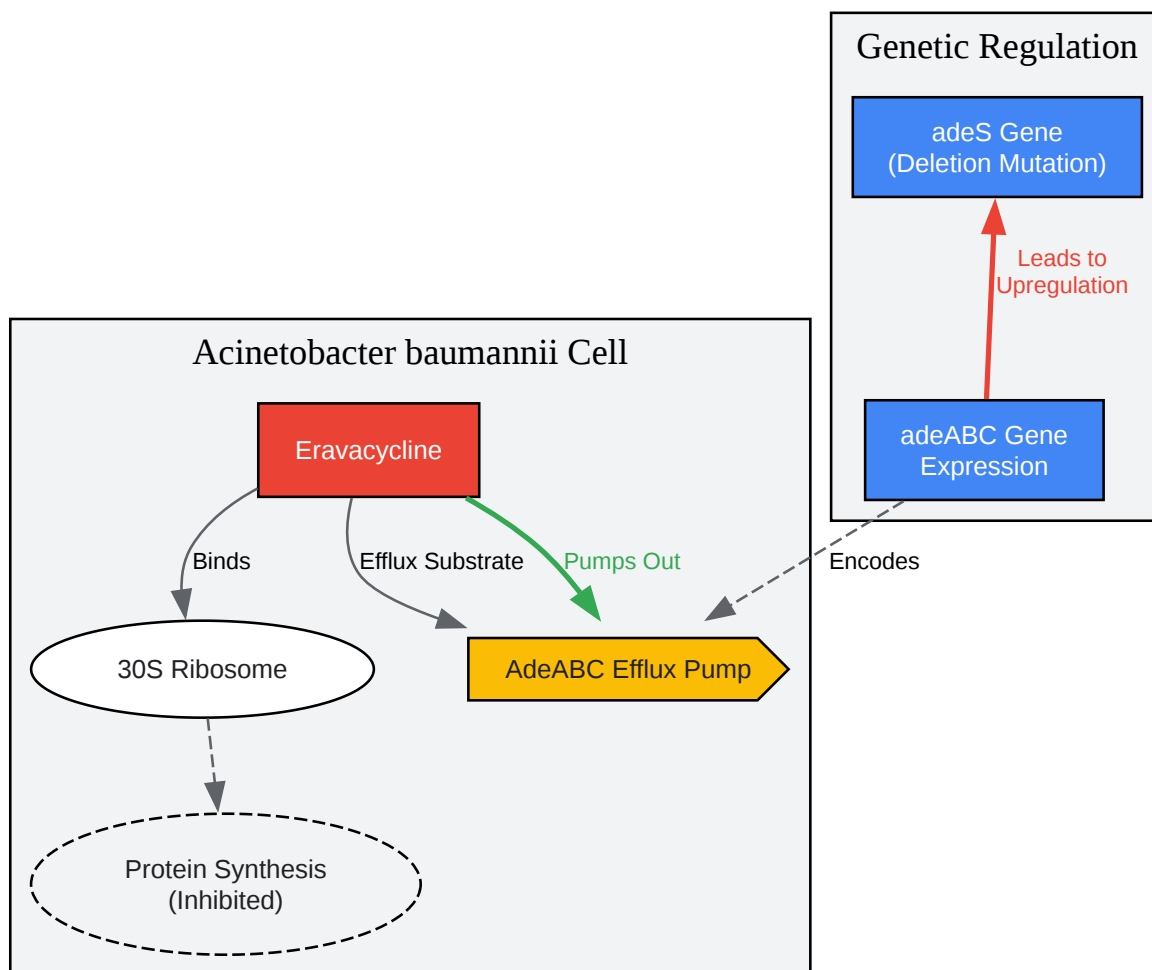 Genetic Regulation
adeS Gene
(Deletion Mutation)
Leads to
Upregulation
adeABC Gene
Expression
Acinetobacter baumannii Cell
Eravacycline
Binds
Efflux Substrate
Pumps Out
Encodes
30S Ribosome
AdeABC Efflux Pump
Protein Synthesis
(Inhibited)